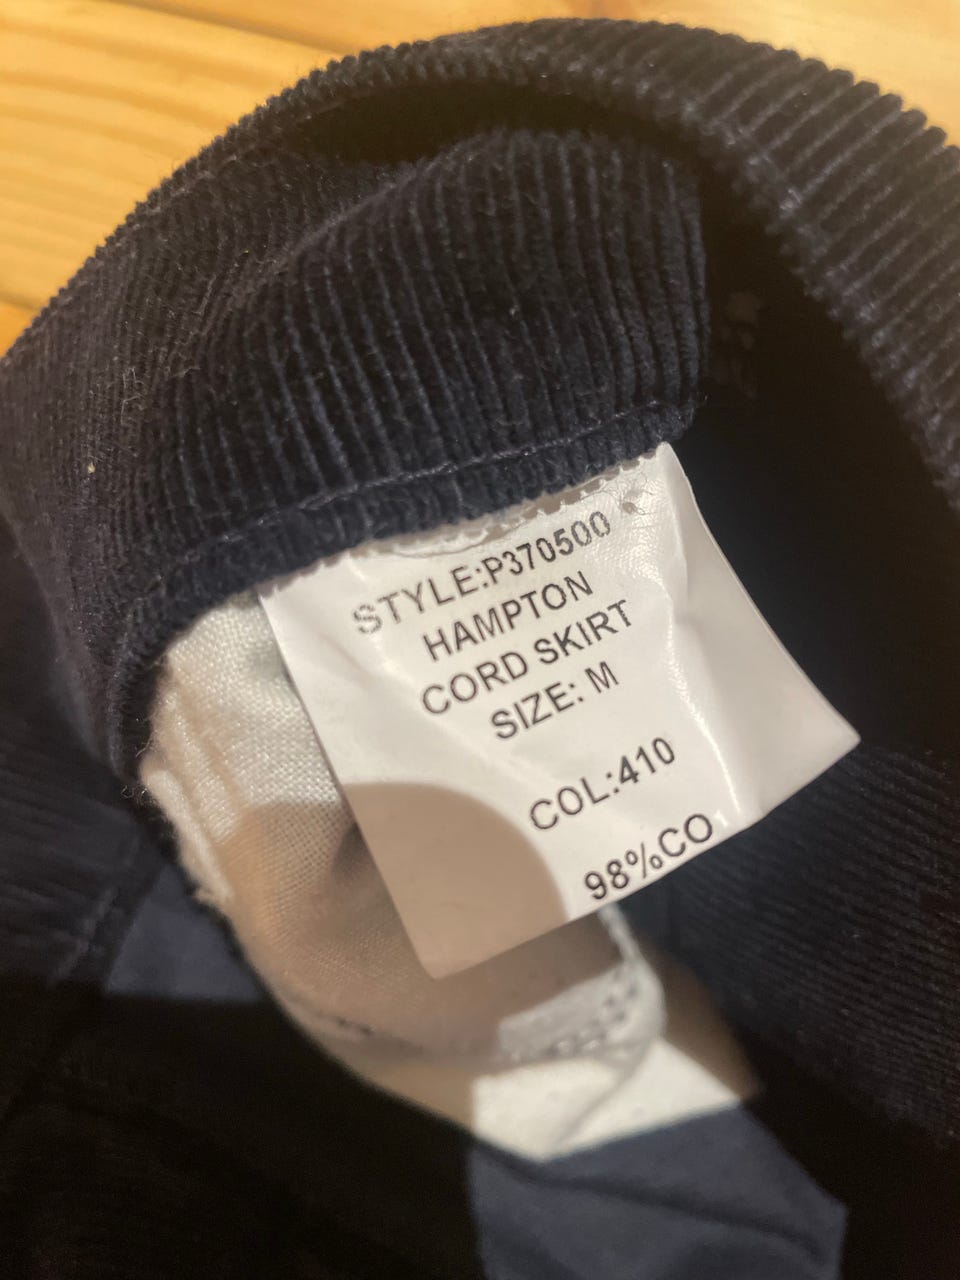 STYLE:P370500
HAMPTON
CORD SKIRT
SIZE: M
COL:410
98%CO